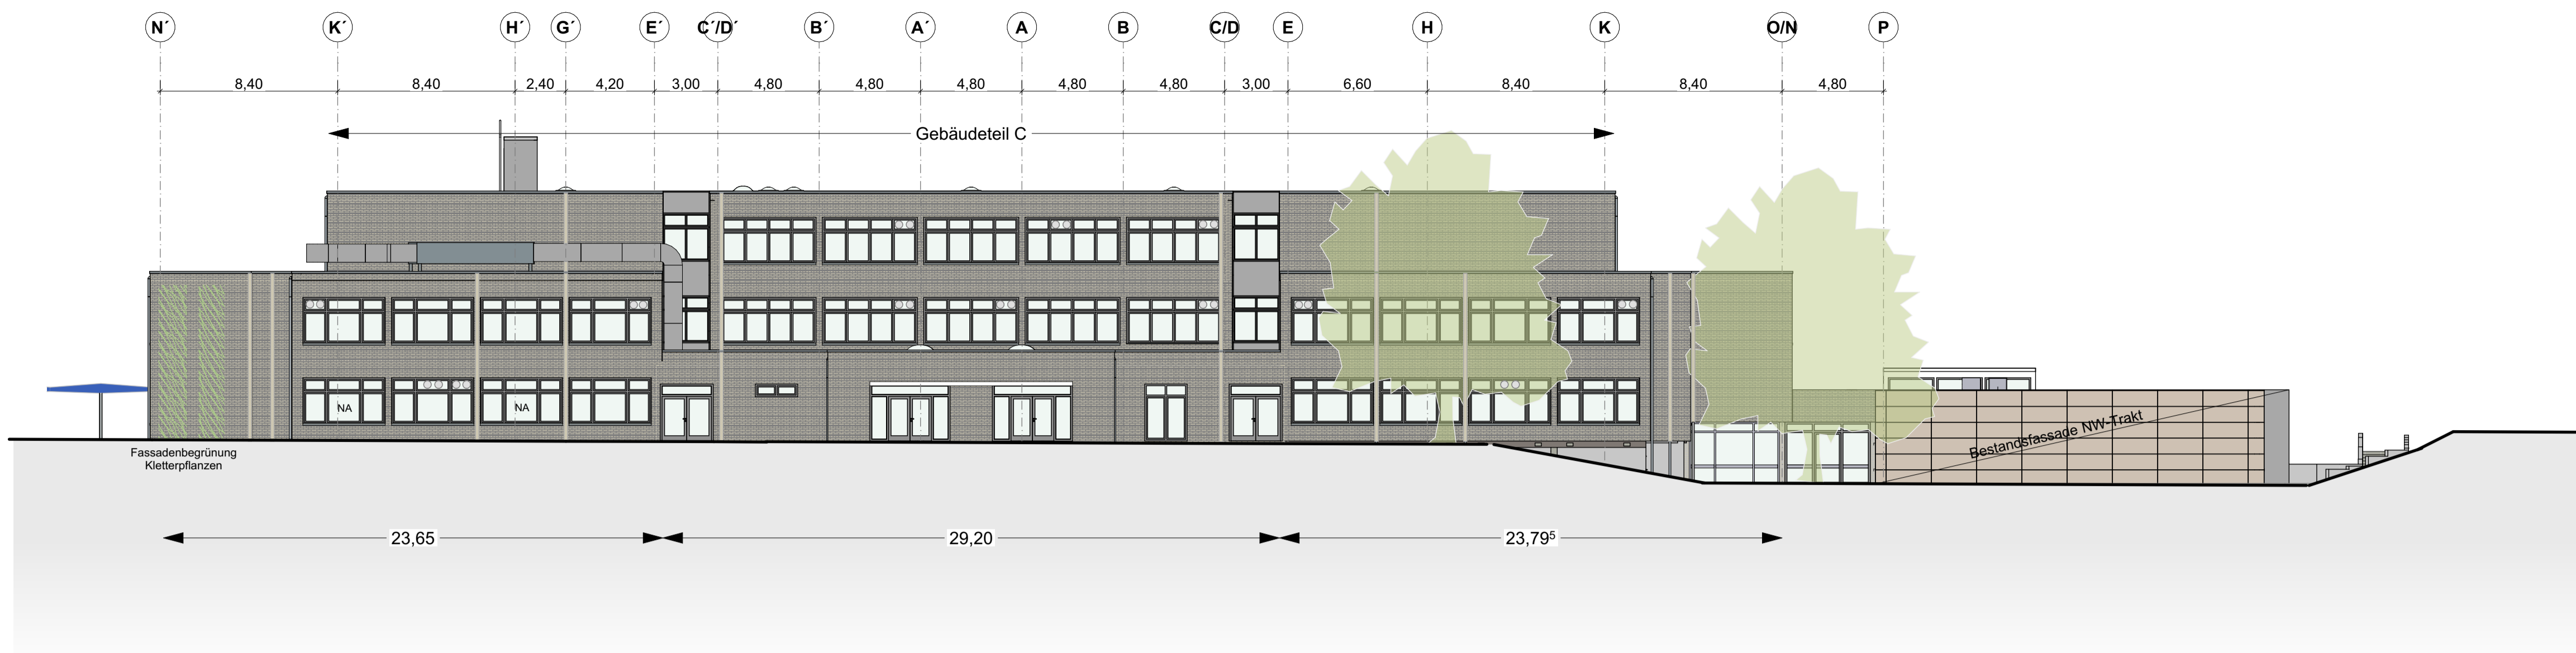 N´ K´ H´ G´ E´ C´/D´ B´ A´ A B C/D E H K O/N P
8,40 8,40 2,40 4,20 3,00 4,80 4,80 4,80 4,80 4,80 3,00 6,60 8,40 8,40 4,80
Gebäudeteil C
NA NA
Bestandsfassade NW-Trakt
Fassadenbegrünung
Kletterpflanzen
23,65 29,20 23,79⁵